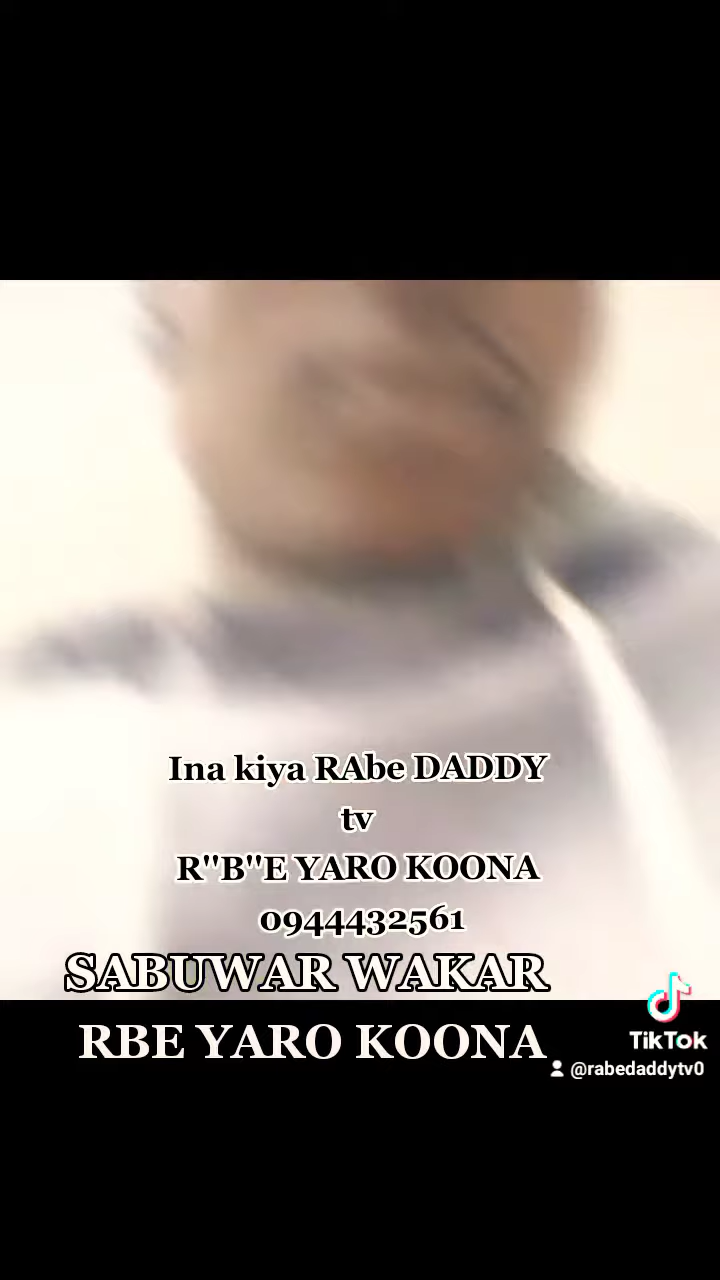 Ina kiya RAbe DADDY
tv
R"B"E YARO KOONA
0944432561
SABUWAR WAKAR
RBE YARO KOONA
TikTok
@rabedaddytv0